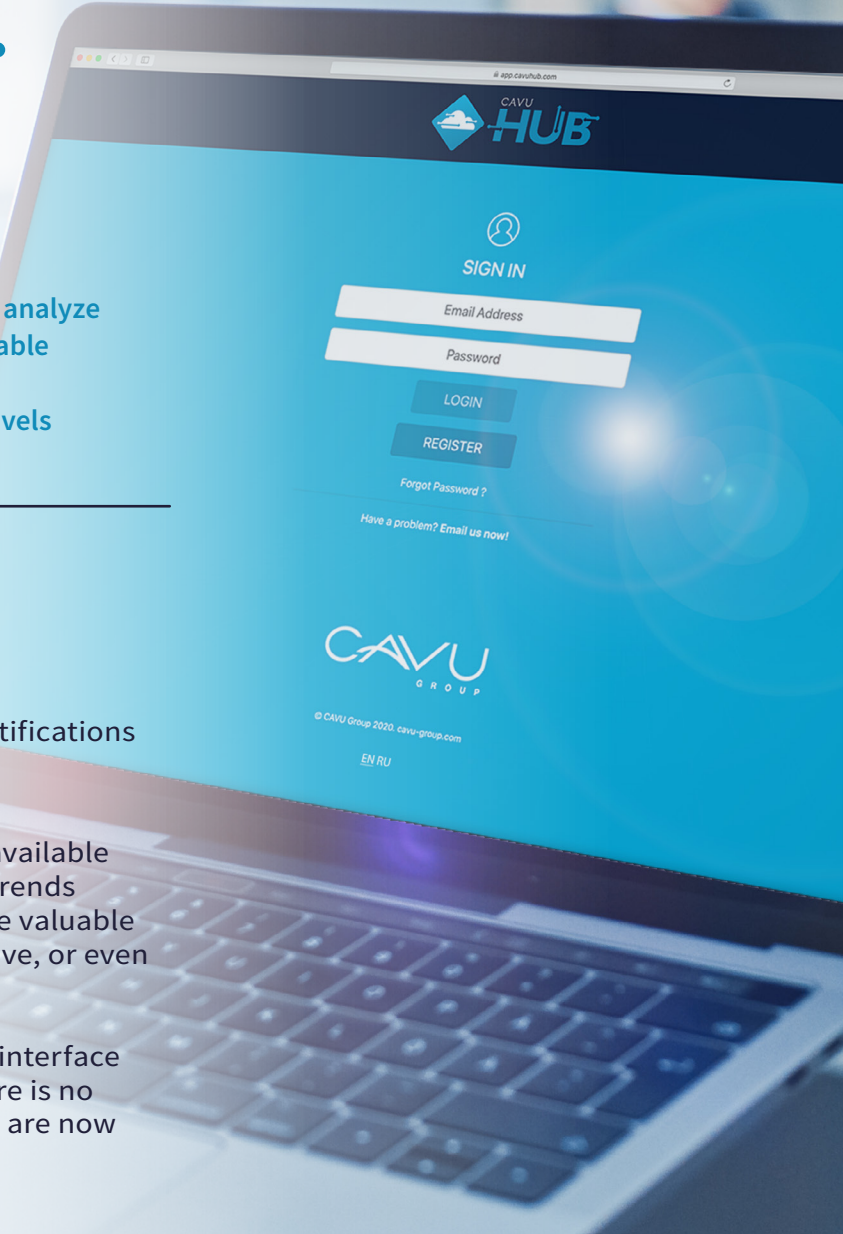 app.cavuhub.com
CAVU
HUB
SIGN IN
analyze
able
vels
Email Address
Password
LOGIN
REGISTER
Forgot Password ?
Have a problem? Email us now!
CAVU
GROUP
© CAVU Group 2020. cavu-group.com
EN RU
tifications
available
rends
e valuable
ve, or even
interface
re is no
are now